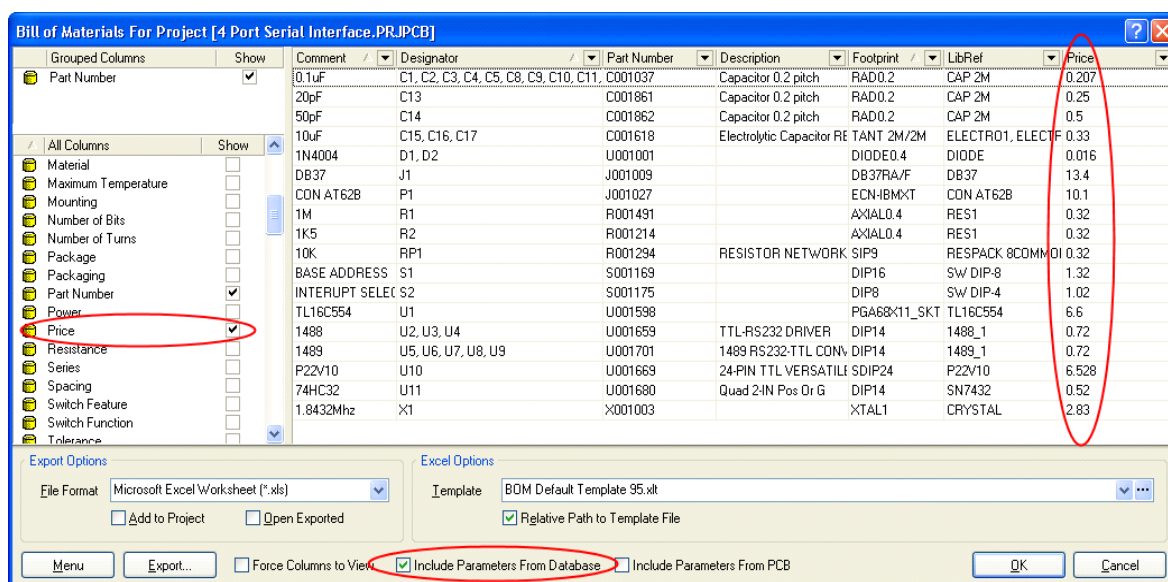 Bill of Materials For Project [4 Port Serial Interface.PRJPCB]
Grouped Columns Show
Part Number
All Columns Show
Material
Maximum Temperature
Mounting
Number of Bits
Number of Turns
Package
Packaging
Part Number
Power
Price
Resistance
Series
Spacing
Switch Feature
Switch Function
Tolerance
Comment Designator Part Number Description Footprint LibRef Price
0.1uF C1, C2, C3, C4, C5, C8, C9, C10, C11, C001037 Capacitor 0.2 pitch RAD0.2 CAP 2M 0.207
20pF C13 C001861 Capacitor 0.2 pitch RAD0.2 CAP 2M 0.25
50pF C14 C001862 Capacitor 0.2 pitch RAD0.2 CAP 2M 0.5
10uF C15, C16, C17 C001618 Electrolytic Capacitor RE TANT 2M/2M ELECTRO1, ELECTF 0.33
1N4004 D1, D2 U001001 DIODE0.4 DIODE 0.016
DB37 J1 J001009 DB37RA/F DB37 13.4
CON AT62B P1 J001027 ECN-IBMXT CON AT62B 10.1
1M R1 R001491 AXIAL0.4 RES1 0.32
1K5 R2 R001214 AXIAL0.4 RES1 0.32
10K RP1 R001294 RESISTOR NETWORK SIP9 RESPACK 8COMMOI 0.32
BASE ADDRESS S1 S001169 DIP16 SW DIP-8 1.32
INTERUPT SELEC S2 S001175 DIP8 SW DIP-4 1.02
TL16C554 U1 U001598 PGA68X11_SKT TL16C554 6.6
1488 U2, U3, U4 U001659 TTL-RS232 DRIVER DIP14 1488_1 0.72
1489 U5, U6, U7, U8, U9 U001701 1489 RS232-TTL CONV DIP14 1489_1 0.72
P22V10 U10 U001669 24-PIN TTL VERSATILE SDIP24 P22V10 6.528
74HC32 U11 U001680 Quad 2-IN Pos Or G DIP14 SN7432 0.52
1.8432Mhz X1 X001003 XTAL1 CRYSTAL 2.83
Export Options
File Format Microsoft Excel Worksheet (*.xls)
Add to Project Open Exported
Excel Options
Template BOM Default Template 95.xlt
Relative Path to Template File
Menu Export... Force Columns to View Include Parameters From Database Include Parameters From PCB OK Cancel